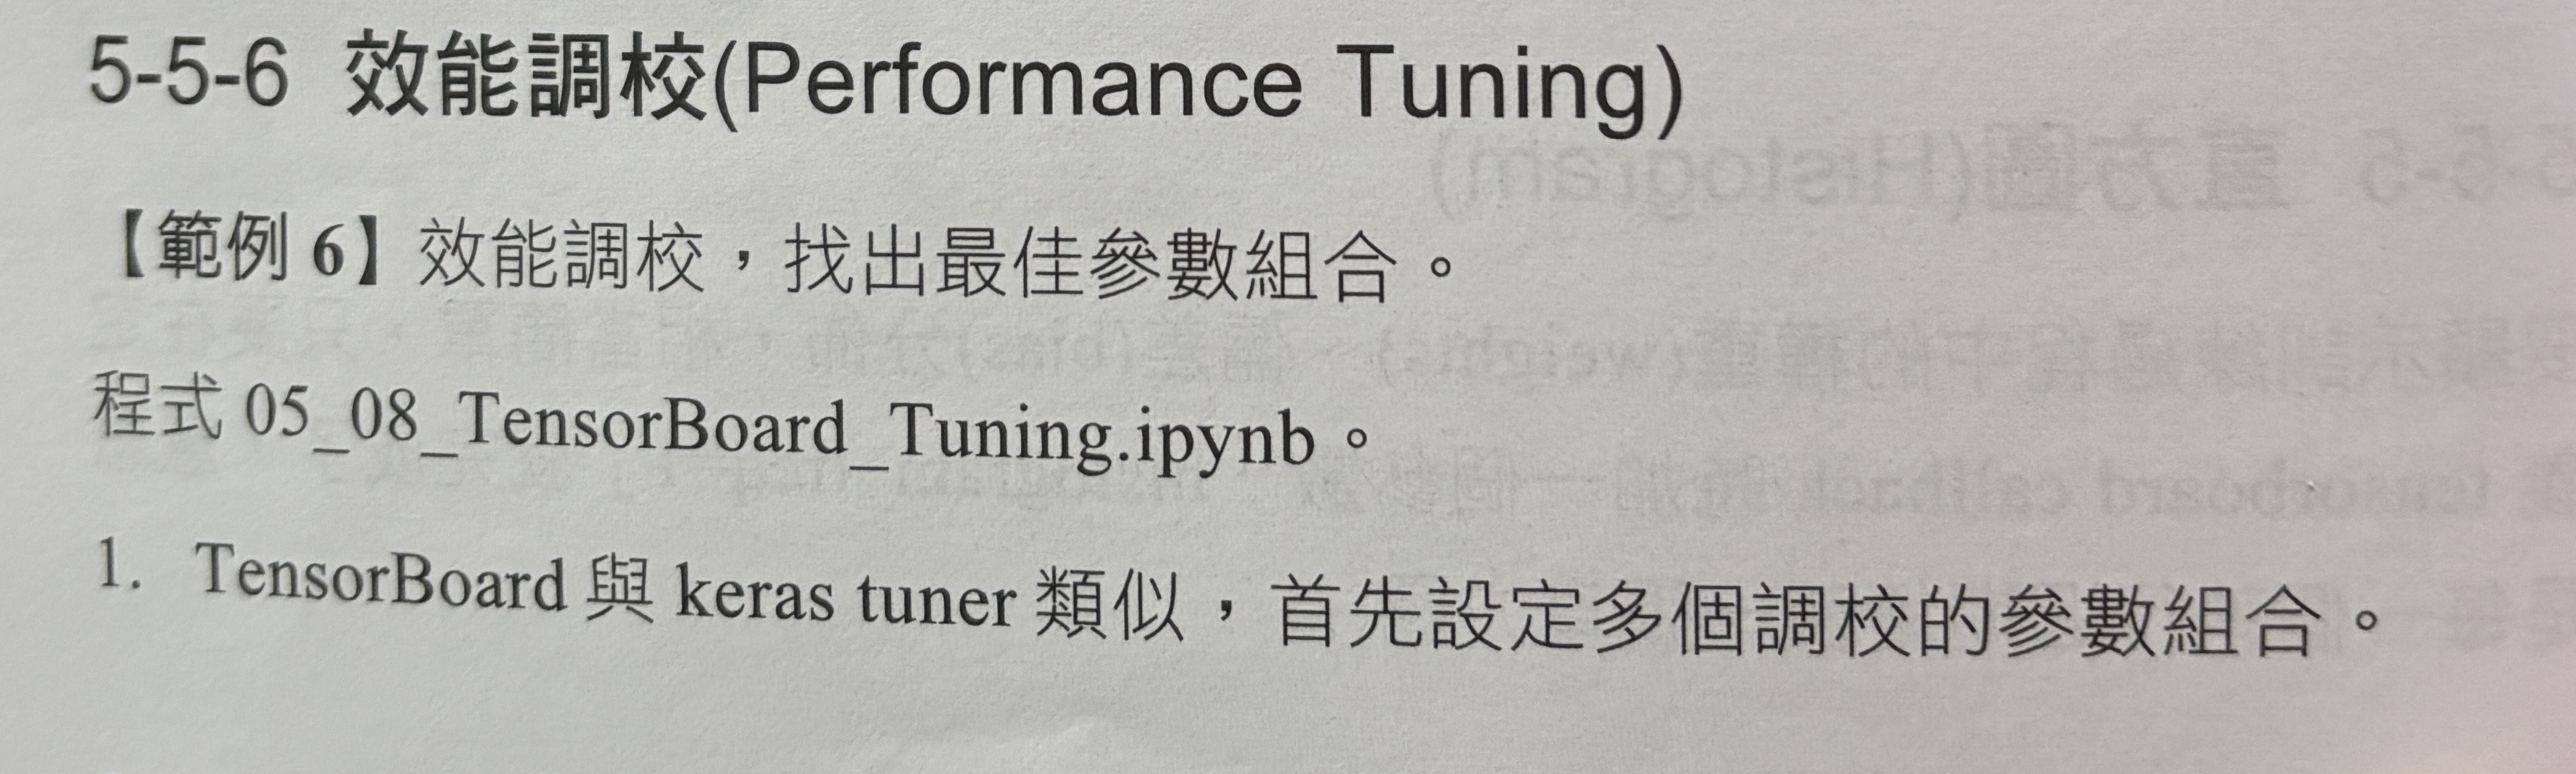 5-5-6 效能調校(Performance Tuning)
【範例 6】效能調校，找出最佳參數組合。
程式 05_08_TensorBoard_Tuning.ipynb。
1. TensorBoard 與 keras tuner 類似，首先設定多個調校的參數組合。